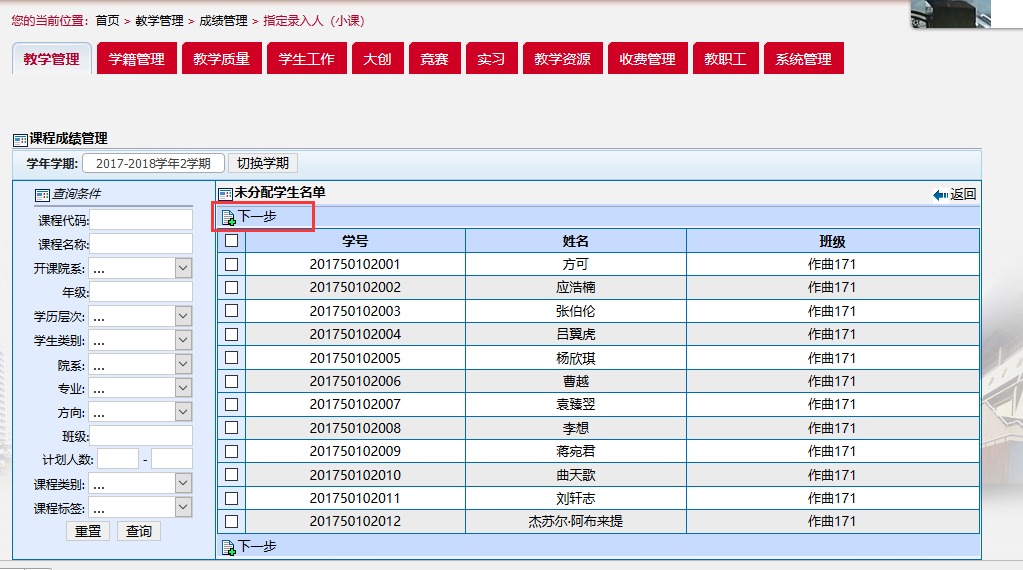 您的当前位置：首页 > 教学管理 > 成绩管理 > 指定录入人（小课）
教学管理 学籍管理 教学质量 学生工作 大创 竞赛 实习 教学资源 收费管理 教职工 系统管理
课程成绩管理
学年学期: 2017-2018学年2学期 切换学期
查询条件
课程代码:
课程名称:
开课院系: ...
年级:
学历层次: ...
学生类别: ...
院系: ...
专业: ...
方向: ...
班级:
计划人数: -
课程类别: ...
课程标签: ...
重置 查询
未分配学生名单 返回
下一步
学号 姓名 班级
201750102001 方可 作曲171
201750102002 应浩楠 作曲171
201750102003 张伯伦 作曲171
201750102004 吕翼虎 作曲171
201750102005 杨欣琪 作曲171
201750102006 曹越 作曲171
201750102007 袁臻翌 作曲171
201750102008 李想 作曲171
201750102009 蒋宛君 作曲171
201750102010 曲天歌 作曲171
201750102011 刘轩志 作曲171
201750102012 杰苏尔·阿布来提 作曲171
下一步